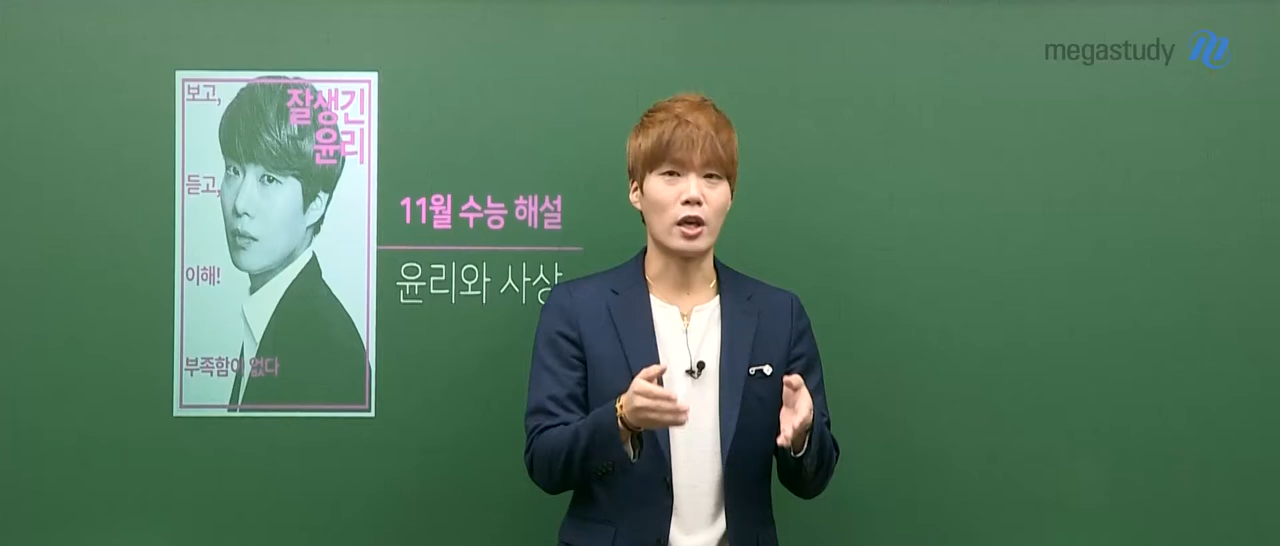 megastudy
보고,
잘생긴
윤리
듣고,
이해!
부족함이 없다
11월 수능 해설
윤리와 사상